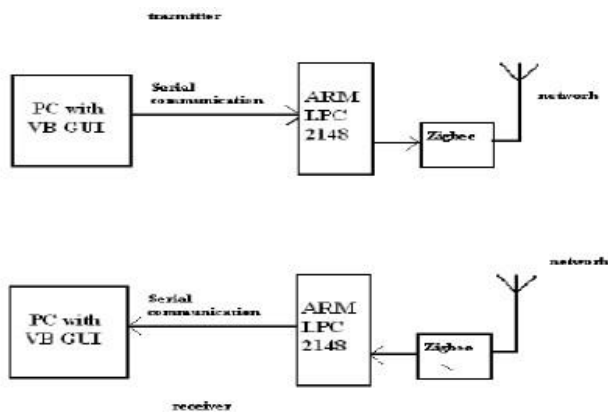 trasmitter
PC with
VB GUI
Serial
communication
ARM
LPC
2148
Zigbee
network
network
PC with
VB GUI
Serial
communication
ARM
LPC
2148
Zigbee
receiver